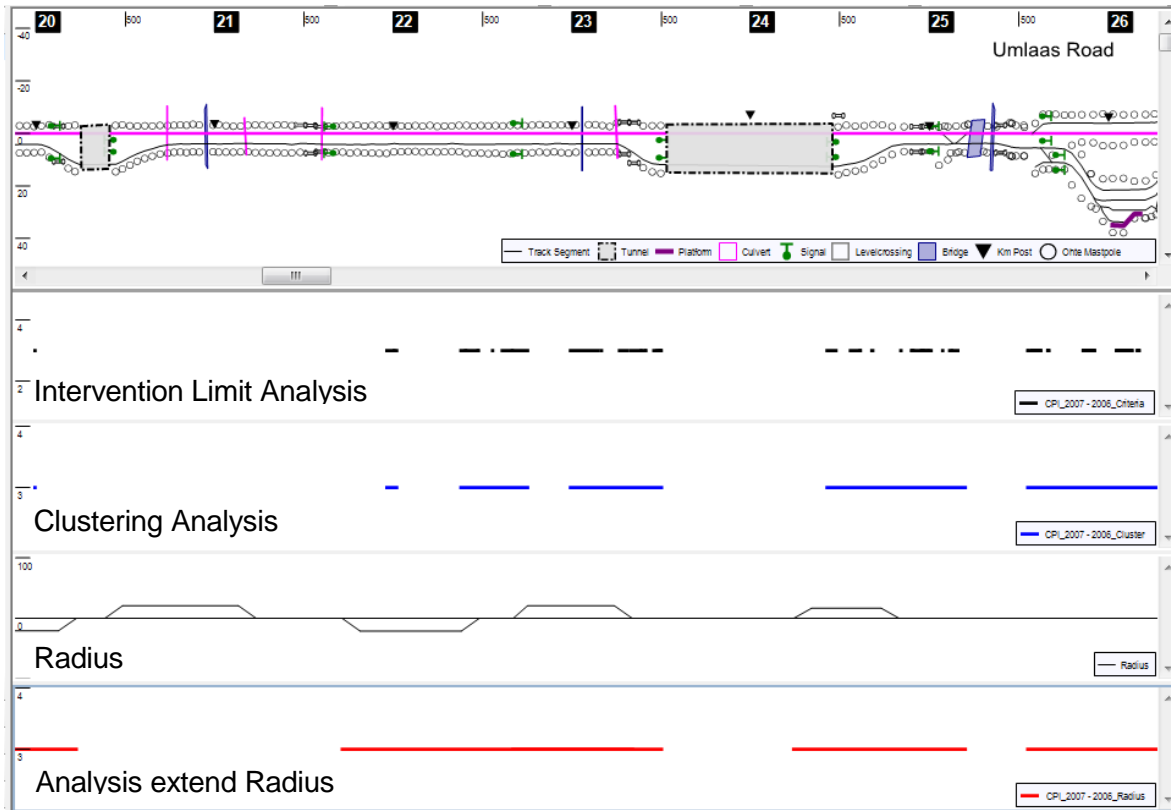 20 |500 21 |500 22 |500 23 |500 24 |500 25 |500 26
-40
Umlaas Road
-20
0
20
40
Track Segment Tunnel Platform Culvert Signal Levelcrossing Bridge Km Post Ohte Mastpole
4
2
Intervention Limit Analysis
CPI_2007 - 2006_Criteria
4
3
Clustering Analysis
CPI_2007 - 2006_Cluster
100
0
Radius
Radius
4
3
Analysis extend Radius
CPI_2007 - 2006_Radius